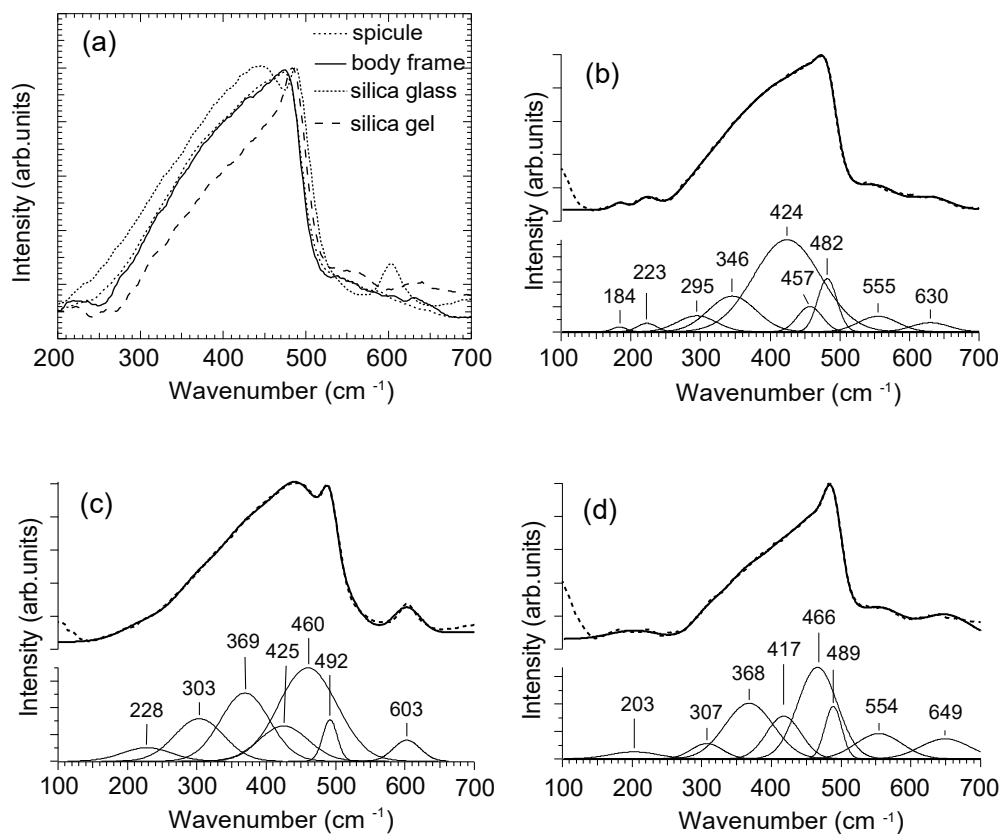 (a)
spicule
body frame
silica glass
silica gel
Intensity (arb.units)
200 300 400 500 600 700
Wavenumber (cm -1)
(b)
Intensity (arb.units)
184 223 295 346 424 457 482 555 630
100 200 300 400 500 600 700
Wavenumber (cm -1)
(c)
Intensity (arb.units)
228 303 369 425 460 492 603
100 200 300 400 500 600 700
Wavenumber (cm -1)
(d)
Intensity (arb.units)
203 307 368 417 466 489 554 649
100 200 300 400 500 600 700
Wavenumber (cm -1)